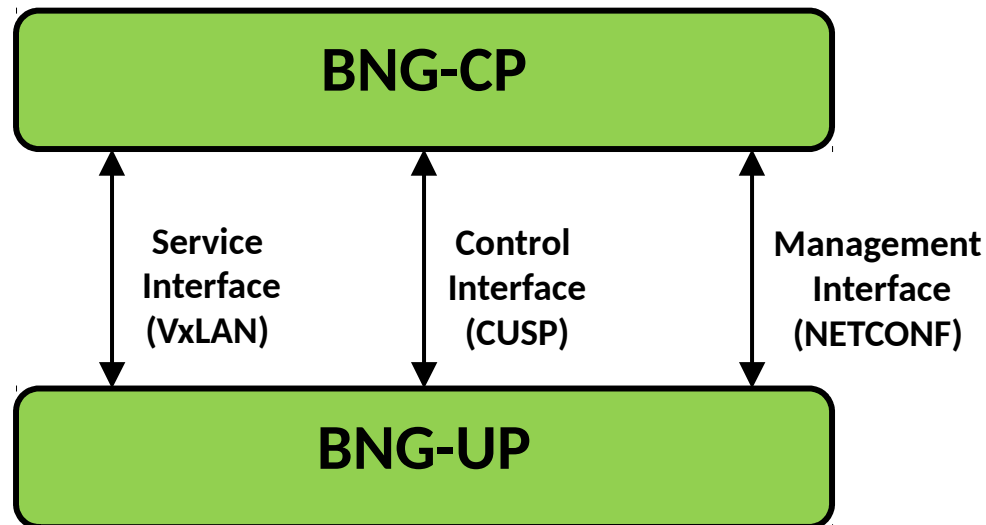 BNG-CP
Service
Interface
(VxLAN)
Control
Interface
(CUSP)
Management
Interface
(NETCONF)
BNG-UP